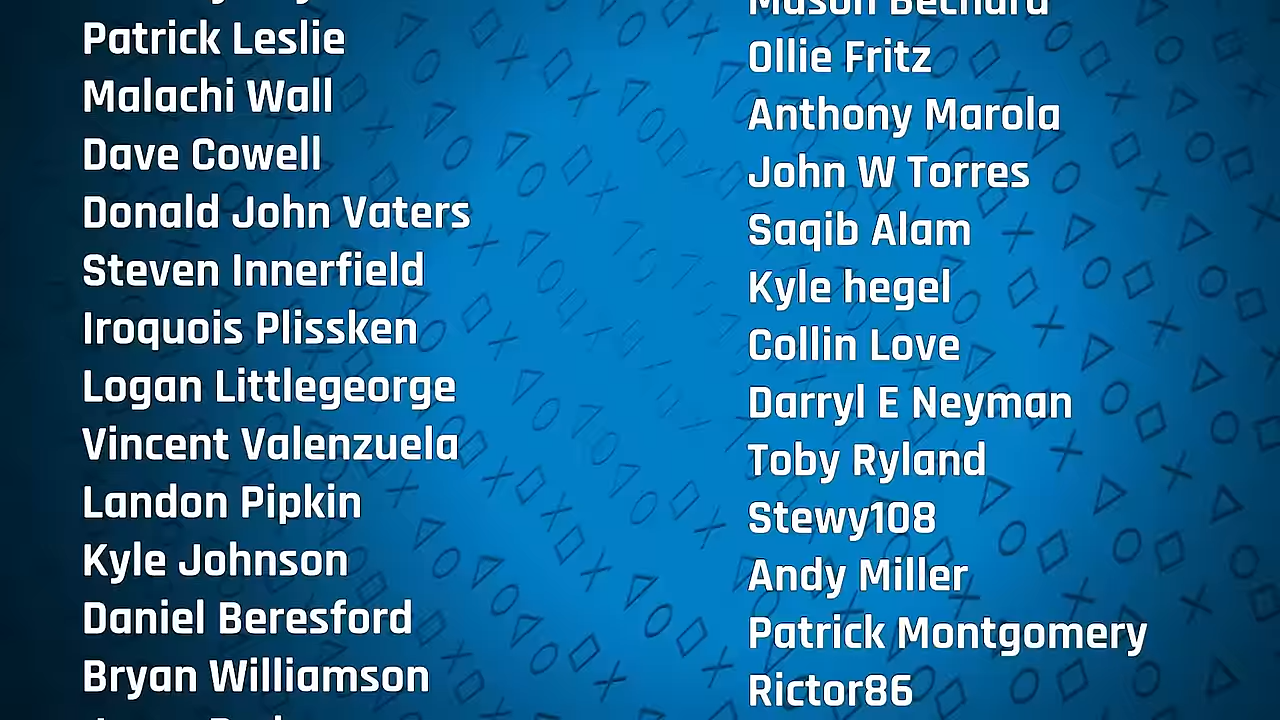 Patrick Leslie
Malachi Wall
Dave Cowell
Donald John Vaters
Steven Innerfield
Iroquois Plissken
Logan Littlegeorge
Vincent Valenzuela
Landon Pipkin
Kyle Johnson
Daniel Beresford
Bryan Williamson
Mason Bechard
Ollie Fritz
Anthony Marola
John W Torres
Saqib Alam
Kyle hegel
Collin Love
Darryl E Neyman
Toby Ryland
Stewy108
Andy Miller
Patrick Montgomery
Rictor86